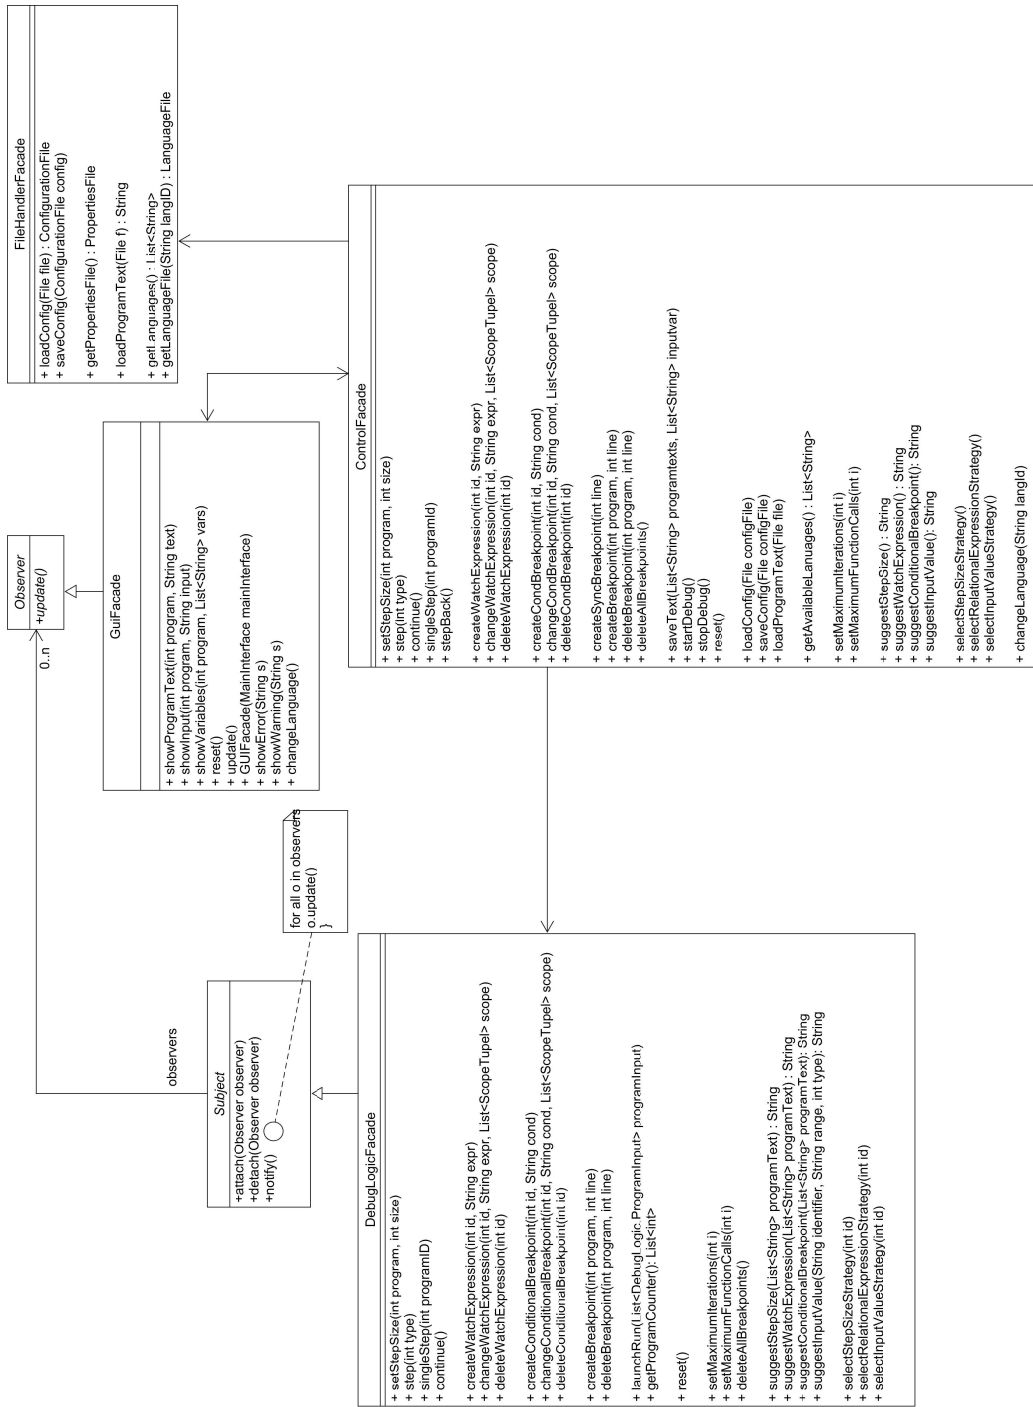 FileHandlerFacade
+ loadConfig(File file) : ConfigurationFile
+ saveConfig(ConfigurationFile config)
+ getPropertiesFile() : PropertiesFile
+ loadProgramText(File f) : String
+ getLanguages() : List<String>
+ getLanguageFile(String langID) : LanguageFile
Observer
+update()
0..n
GuiFacade
+ showProgramText(int program, String text)
+ showInput(int program, String input)
+ showVariables(int program, List<String> vars)
+ reset()
+ update()
+ GUIFacade(MainInterface mainInterface)
+ showError(String s)
+ showWarning(String s)
+ changeLanguage()
ControlFacade
+ setStepSize(int program, int size)
+ step(int type)
+ continue()
+ singleStep(int programId)
+ stepBack()
+ createWatchExpression(int id, String expr)
+ changeWatchExpression(int id, String expr, List<ScopeTupel> scope)
+ deleteWatchExpression(int id)
+ createCondBreakpoint(int id, String cond)
+ changeCondBreakpoint(int id, String cond, List<ScopeTupel> scope)
+ deleteCondBreakpoint(int id)
+ createSyncBreakpoint(int line)
+ createBreakpoint(int program, int line)
+ deleteBreakpoint(int program, int line)
+ deleteAllBreakpoints()
+ saveText(List<String> programtexts, List<String> inputvar)
+ startDebug()
+ stopDebug()
+ reset()
+ loadConfig(File configFile)
+ saveConfig(File configFile)
+ loadProgramText(File file)
+ getAvailableLanuages() : List<String>
+ setMaximumIterations(int i)
+ setMaximumFunctionCalls(int i)
+ suggestStepSize() : String
+ suggestWatchExpression() : String
+ suggestConditionalBreakpoint(): String
+ suggestInputValue(): String
+ selectStepSizeStrategy()
+ selectRelationalExpressionStrategy()
+ selectInputValueStrategy()
+ changeLanguage(String langId)
observers
Subject
+attach(Observer observer)
+detach(Observer observer)
+notify()
for all o in observers
o.update()
}
DebugLogicFacade
+ setStepSize(int program, int size)
+ step(int type)
+ singleStep(int programID)
+ continue()
+ createWatchExpression(int id, String expr)
+ changeWatchExpression(int id, String expr, List<ScopeTupel> scope)
+ deleteWatchExpression(int id)
+ createConditionalBreakpoint(int id, String cond)
+ changeConditionalBreakpoint(int id, String cond, List<ScopeTupel> scope)
+ deleteConditionalBreakpoint(int id)
+ createBreakpoint(int program, int line)
+ deleteBreakpoint(int program, int line)
+ launchRun(List<DebugLogic.ProgramInput> programInput)
+ getProgramCounter(): List<int>
+ reset()
+ setMaximumIterations(int i)
+ setMaximumFunctionCalls(int i)
+ deleteAllBreakpoints()
+ suggestStepSize(List<String> programText) : String
+ suggestWatchExpression(List<String> programText) : String
+ suggestConditionalBreakpoint(List<String> programText): String
+ suggestInputValue(String identifier, String range, int type): String
+ selectStepSizeStrategy(int id)
+ selectRelationalExpressionStrategy(int id)
+ selectInputValueStrategy(int id)